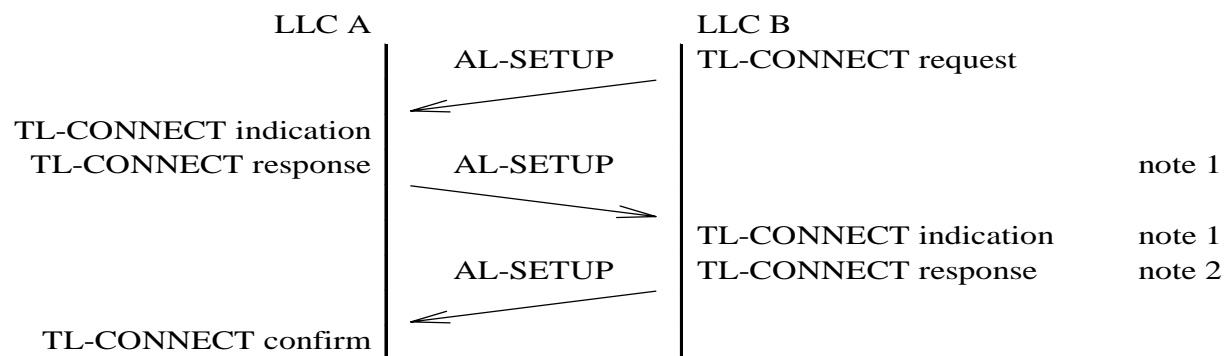 LLC A LLC B
AL-SETUP TL-CONNECT request
TL-CONNECT indication
TL-CONNECT response AL-SETUP note 1
TL-CONNECT indication note 1
AL-SETUP TL-CONNECT response note 2
TL-CONNECT confirm